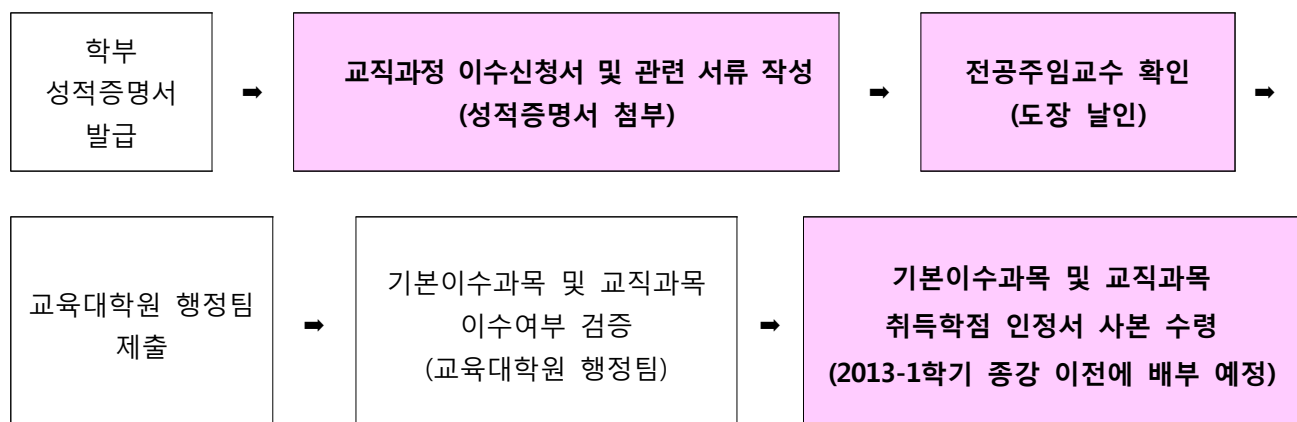 학부
성적증명서
발급
➡
교직과정 이수신청서 및 관련 서류 작성
(성적증명서 첨부)
➡
전공주임교수 확인
(도장 날인)
➡
교육대학원 행정팀
제출
➡
기본이수과목 및 교직과목
이수여부 검증
(교육대학원 행정팀)
➡
기본이수과목 및 교직과목
취득학점 인정서 사본 수령
(2013-1학기 종강 이전에 배부 예정)